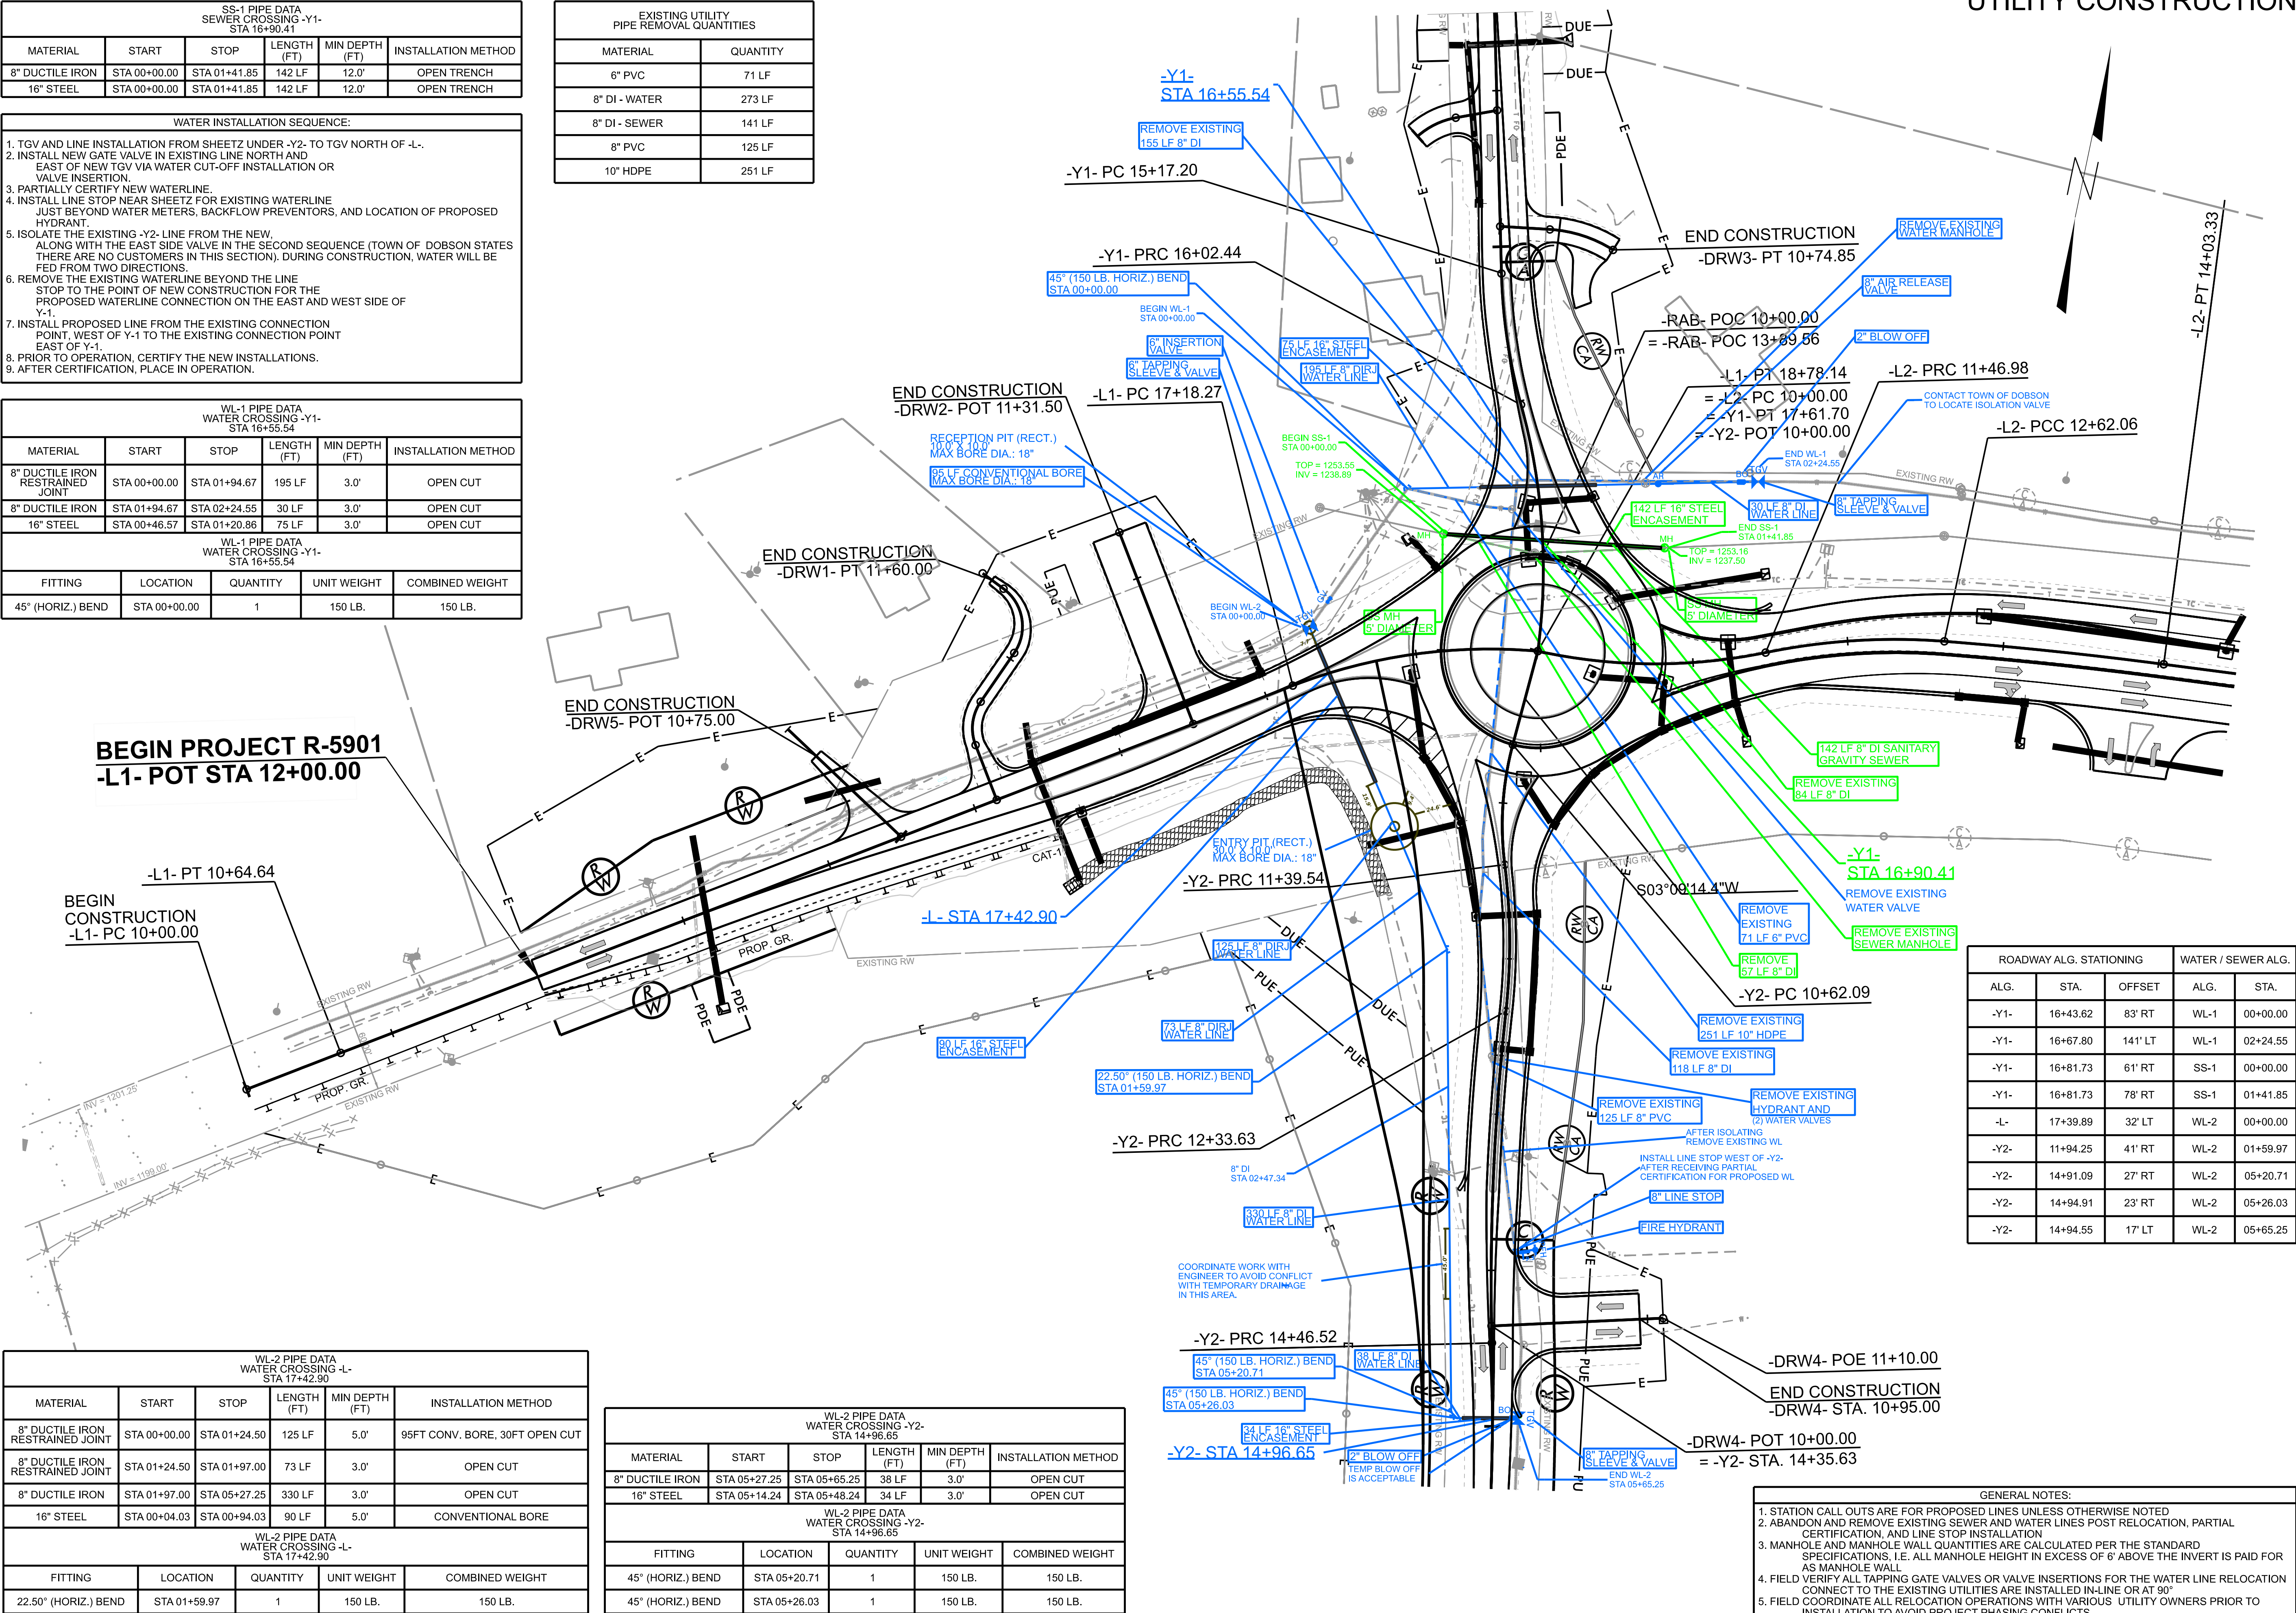 UTILITY CONSTRUCTION
SS-1 PIPE DATA
SEWER CROSSING -Y1-
STA 16+90.41
MATERIAL START STOP LENGTH (FT) MIN DEPTH (FT) INSTALLATION METHOD
8" DUCTILE IRON STA 00+00.00 STA 01+41.85 142 LF 12.0' OPEN TRENCH
16" STEEL STA 00+00.00 STA 01+41.85 142 LF 12.0' OPEN TRENCH
EXISTING UTILITY
PIPE REMOVAL QUANTITIES
MATERIAL QUANTITY
6" PVC 71 LF
8" DI - WATER 273 LF
8" DI - SEWER 141 LF
8" PVC 125 LF
10" HDPE 251 LF
WATER INSTALLATION SEQUENCE:
1. TGV AND LINE INSTALLATION FROM SHEETZ UNDER -Y2- TO TGV NORTH OF -L-.
2. INSTALL NEW GATE VALVE IN EXISTING LINE NORTH AND
EAST OF NEW TGV VIA WATER CUT-OFF INSTALLATION OR
VALVE INSERTION.
3. PARTIALLY CERTIFY NEW WATERLINE.
4. INSTALL LINE STOP NEAR SHEETZ FOR EXISTING WATERLINE
JUST BEYOND WATER METERS, BACKFLOW PREVENTORS, AND LOCATION OF PROPOSED
HYDRANT.
5. ISOLATE THE EXISTING -Y2- LINE FROM THE NEW,
ALONG WITH THE EAST SIDE VALVE IN THE SECOND SEQUENCE (TOWN OF DOBSON STATES
THERE ARE NO CUSTOMERS IN THIS SECTION). DURING CONSTRUCTION, WATER WILL BE
FED FROM TWO DIRECTIONS.
6. REMOVE THE EXISTING WATERLINE BEYOND THE LINE
STOP TO THE POINT OF NEW CONSTRUCTION FOR THE
PROPOSED WATERLINE CONNECTION ON THE EAST AND WEST SIDE OF
Y-1.
7. INSTALL PROPOSED LINE FROM THE EXISTING CONNECTION
POINT, WEST OF Y-1 TO THE EXISTING CONNECTION POINT
EAST OF Y-1.
8. PRIOR TO OPERATION, CERTIFY THE NEW INSTALLATIONS.
9. AFTER CERTIFICATION, PLACE IN OPERATION.
WL-1 PIPE DATA
WATER CROSSING -Y1-
STA 16+55.54
MATERIAL START STOP LENGTH (FT) MIN DEPTH (FT) INSTALLATION METHOD
8" DUCTILE IRON RESTRAINED JOINT STA 00+00.00 STA 01+94.67 195 LF 3.0' OPEN CUT
8" DUCTILE IRON STA 01+94.67 STA 02+24.55 30 LF 3.0' OPEN CUT
16" STEEL STA 00+46.57 STA 01+20.86 75 LF 3.0' OPEN CUT
WL-1 PIPE DATA
WATER CROSSING -Y1-
STA 16+55.54
FITTING LOCATION QUANTITY UNIT WEIGHT COMBINED WEIGHT
45° (HORIZ.) BEND STA 00+00.00 1 150 LB. 150 LB.
-Y1-
STA 16+55.54
REMOVE EXISTING
155 LF 8" DI
-Y1- PC 15+17.20
-Y1- PRC 16+02.44
45° (150 LB. HORIZ.) BEND
STA 00+00.00
BEGIN WL-1
STA 00+00.00
6" INSERTION
VALVE
6" TAPPING
SLEEVE & VALVE
75 LF 16" STEEL
ENCASEMENT
195 LF 8" DIRJ
WATER LINE
END CONSTRUCTION
-DRW2- POT 11+31.50
-L1- PC 17+18.27
RECEPTION PIT (RECT.)
10.0' X 10.0'
MAX BORE DIA.: 18"
95 LF CONVENTIONAL BORE
MAX BORE DIA.: 18"
BEGIN SS-1
STA 00+00.00
TOP = 1253.55
INV = 1238.89
END CONSTRUCTION
-DRW1- PT 11+60.00
BEGIN WL-2
STA 00+00.00
SS MH
5' DIAMETER
MH
END CONSTRUCTION
-DRW3- PT 10+74.85
REMOVE EXISTING
WATER MANHOLE
8" AIR RELEASE
VALVE
2" BLOW OFF
-RAB- POC 10+00.00
= -RAB- POC 13+89.56
-L1- PT 18+78.14
= -L2- PC 10+00.00
= -Y1- PT 17+61.70
= -Y2- POT 10+00.00
-L2- PRC 11+46.98
CONTACT TOWN OF DOBSON
TO LOCATE ISOLATION VALVE
-L2- PCC 12+62.06
-L2- PT 14+03.33
END WL-1
STA 02+24.55
8" TAPPING
SLEEVE & VALVE
30 LF 8" DI
WATER LINE
142 LF 16" STEEL
ENCASEMENT
END SS-1
STA 01+41.85
MH
TOP = 1253.16
INV = 1237.50
SS MH
5' DIAMETER
END CONSTRUCTION
-DRW5- POT 10+75.00
BEGIN PROJECT R-5901
-L1- POT STA 12+00.00
-L1- PT 10+64.64
BEGIN
CONSTRUCTION
-L1- PC 10+00.00
INV = 1201.25'
INV = 1199.00'
EXISTING RW
PROP. GR.
EXISTING RW
PROP. GR.
PDE
PDE
CAT-1
EXISTING RW
142 LF 8" DI SANITARY
GRAVITY SEWER
REMOVE EXISTING
84 LF 8" DI
-Y1-
STA 16+90.41
REMOVE EXISTING
WATER VALVE
REMOVE EXISTING
SEWER MANHOLE
S03°09'14.4"W
REMOVE
EXISTING
71 LF 6" PVC
REMOVE
57 LF 8" DI
-Y2- PC 10+62.09
REMOVE EXISTING
251 LF 10" HDPE
REMOVE EXISTING
118 LF 8" DI
REMOVE EXISTING
HYDRANT AND
(2) WATER VALVES
REMOVE EXISTING
125 LF 8" PVC
AFTER ISOLATING
REMOVE EXISTING WL
INSTALL LINE STOP WEST OF -Y2-
AFTER RECEIVING PARTIAL
CERTIFICATION FOR PROPOSED WL
8" LINE STOP
FIRE HYDRANT
ENTRY PIT (RECT.)
30.0' X 10.0'
MAX BORE DIA.: 18"
-Y2- PRC 11+39.54
-L- STA 17+42.90
125 LF 8" DIRJ
WATER LINE
DUE
PUE
DUE
PUE
73 LF 8" DIRJ
WATER LINE
90 LF 16" STEEL
ENCASEMENT
22.50° (150 LB. HORIZ.) BEND
STA 01+59.97
-Y2- PRC 12+33.63
8" DI
STA 02+47.34
330 LF 8" DI
WATER LINE
COORDINATE WORK WITH
ENGINEER TO AVOID CONFLICT
WITH TEMPORARY DRAINAGE
IN THIS AREA.
-Y2- PRC 14+46.52
45° (150 LB. HORIZ.) BEND
STA 05+20.71
38 LF 8" DI
WATER LINE
45° (150 LB. HORIZ.) BEND
STA 05+26.03
34 LF 16" STEEL
ENCASEMENT
-Y2- STA 14+96.65
2" BLOW OFF
TEMP BLOW OFF
IS ACCEPTABLE
8" TAPPING
SLEEVE & VALVE
END WL-2
STA 05+65.25
-DRW4- POE 11+10.00
END CONSTRUCTION
-DRW4- STA. 10+95.00
-DRW4- POT 10+00.00
= -Y2- STA. 14+35.63
ROADWAY ALG. STATIONING WATER / SEWER ALG.
ALG. STA. OFFSET ALG. STA.
-Y1- 16+43.62 83' RT WL-1 00+00.00
-Y1- 16+67.80 141' LT WL-1 02+24.55
-Y1- 16+81.73 61' RT SS-1 00+00.00
-Y1- 16+81.73 78' RT SS-1 01+41.85
-L- 17+39.89 32' LT WL-2 00+00.00
-Y2- 11+94.25 41' RT WL-2 01+59.97
-Y2- 14+91.09 27' RT WL-2 05+20.71
-Y2- 14+94.91 23' RT WL-2 05+26.03
-Y2- 14+94.55 17' LT WL-2 05+65.25
WL-2 PIPE DATA
WATER CROSSING -L-
STA 17+42.90
MATERIAL START STOP LENGTH (FT) MIN DEPTH (FT) INSTALLATION METHOD
8" DUCTILE IRON RESTRAINED JOINT STA 00+00.00 STA 01+24.50 125 LF 5.0' 95FT CONV. BORE, 30FT OPEN CUT
8" DUCTILE IRON RESTRAINED JOINT STA 01+24.50 STA 01+97.00 73 LF 3.0' OPEN CUT
8" DUCTILE IRON STA 01+97.00 STA 05+27.25 330 LF 3.0' OPEN CUT
16" STEEL STA 00+04.03 STA 00+94.03 90 LF 5.0' CONVENTIONAL BORE
WL-2 PIPE DATA
WATER CROSSING -L-
STA 17+42.90
FITTING LOCATION QUANTITY UNIT WEIGHT COMBINED WEIGHT
22.50° (HORIZ.) BEND STA 01+59.97 1 150 LB. 150 LB.
WL-2 PIPE DATA
WATER CROSSING -Y2-
STA 14+96.65
MATERIAL START STOP LENGTH (FT) MIN DEPTH (FT) INSTALLATION METHOD
8" DUCTILE IRON STA 05+27.25 STA 05+65.25 38 LF 3.0' OPEN CUT
16" STEEL STA 05+14.24 STA 05+48.24 34 LF 3.0' OPEN CUT
WL-2 PIPE DATA
WATER CROSSING -Y2-
STA 14+96.65
FITTING LOCATION QUANTITY UNIT WEIGHT COMBINED WEIGHT
45° (HORIZ.) BEND STA 05+20.71 1 150 LB. 150 LB.
45° (HORIZ.) BEND STA 05+26.03 1 150 LB. 150 LB.
GENERAL NOTES:
1. STATION CALL OUTS ARE FOR PROPOSED LINES UNLESS OTHERWISE NOTED
2. ABANDON AND REMOVE EXISTING SEWER AND WATER LINES POST RELOCATION, PARTIAL
CERTIFICATION, AND LINE STOP INSTALLATION
3. MANHOLE AND MANHOLE WALL QUANTITIES ARE CALCULATED PER THE STANDARD
SPECIFICATIONS, I.E. ALL MANHOLE HEIGHT IN EXCESS OF 6' ABOVE THE INVERT IS PAID FOR
AS MANHOLE WALL
4. FIELD VERIFY ALL TAPPING GATE VALVES OR VALVE INSERTIONS FOR THE WATER LINE RELOCATION
CONNECT TO THE EXISTING UTILITIES ARE INSTALLED IN-LINE OR AT 90°
5. FIELD COORDINATE ALL RELOCATION OPERATIONS WITH VARIOUS UTILITY OWNERS PRIOR TO
INSTALLATION TO AVOID PROJECT PHASING CONFLICTS